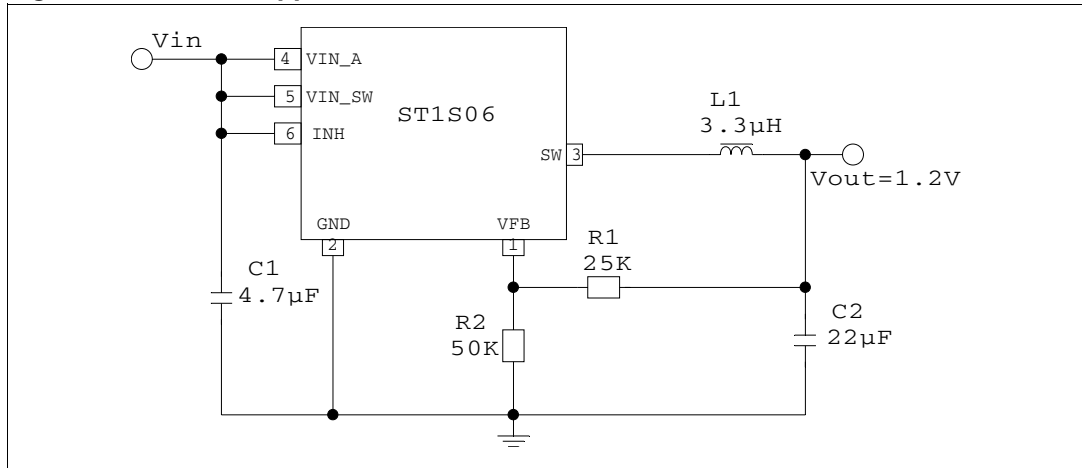 Vin
4 VIN_A
5 VIN_SW
6 INH
ST1S06
SW 3
L1
3.3µH
Vout=1.2V
GND
2
VFB
1
R1
25K
C1
4.7µF
R2
50K
C2
22µF